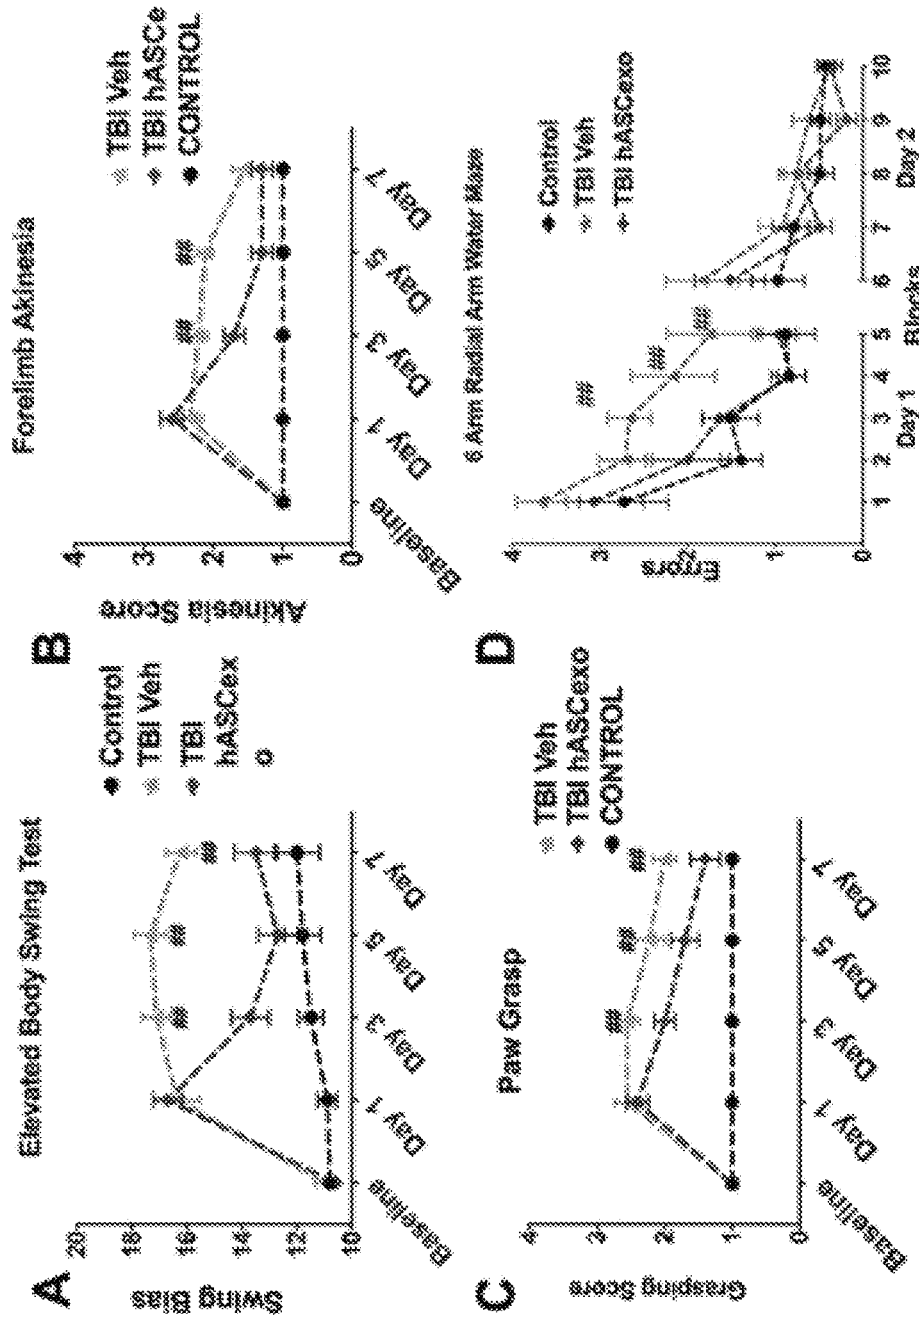 A
Elevated Body Swing Test
Swing Bias
20
18
16
14
12
10
##
##
##
Baseline
Day 1
Day 3
Day 5
Day 7
Control
TBI Veh
TBI
hASCex
o
B
Forelimb Akinesia
Akinesia Score
4
3
2
1
0
##
##
Baseline
Day 1
Day 3
Day 5
Day 7
TBI Veh
TBI hASCe
CONTROL
C
Paw Grasp
Grasping Score
4
3
2
1
0
##
##
##
Baseline
Day 1
Day 3
Day 5
Day 7
TBI Veh
TBI hASCexo
CONTROL
D
6 Arm Radial Arm Water Maze
Errors
4
3
2
1
0
##
##
##
1 2 3 4 5 6 7 8 9 10
Day 1 Blocks Day 2
Control
TBI Veh
TBI hASCexo